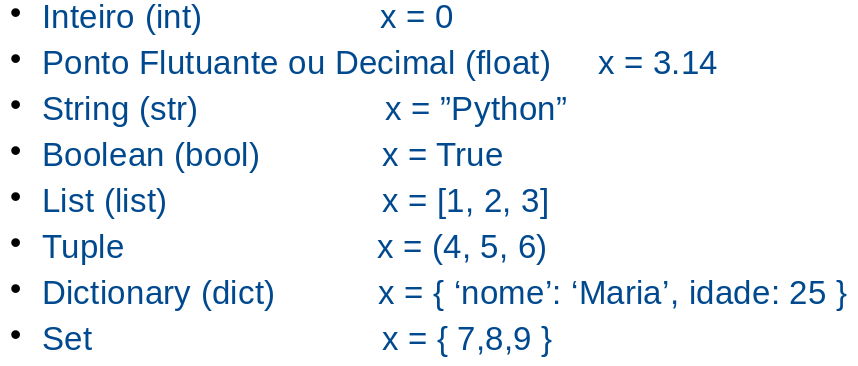 • Inteiro (int) x = 0
• Ponto Flutuante ou Decimal (float) x = 3.14
• String (str) x = ”Python”
• Boolean (bool) x = True
• List (list) x = [1, 2, 3]
• Tuple x = (4, 5, 6)
• Dictionary (dict) x = { ‘nome’: ‘Maria’, idade: 25 }
• Set x = { 7,8,9 }